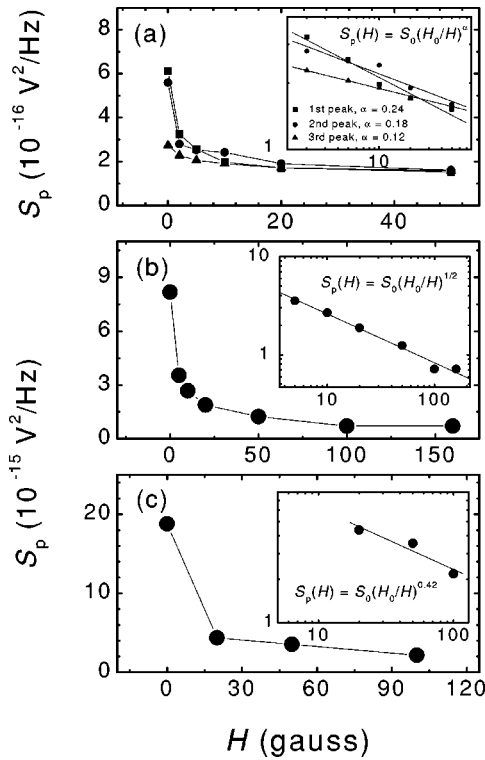 (a)
S_p(H) = S_0(H_0/H)^α
1st peak, α = 0.24
2nd peak, α = 0.18
3rd peak, α = 0.12
1
10
8
6
4
2
0
0 20 40
S_p (10^-16 V^2/Hz)
(b)
S_p(H) = S_0(H_0/H)^1/2
10
1
10 100
9
6
3
0
0 50 100 150
S_p (10^-15 V^2/Hz)
(c)
S_p(H) = S_0(H_0/H)^0.42
1
10 100
20
10
0
0 30 60 90 120
H (gauss)